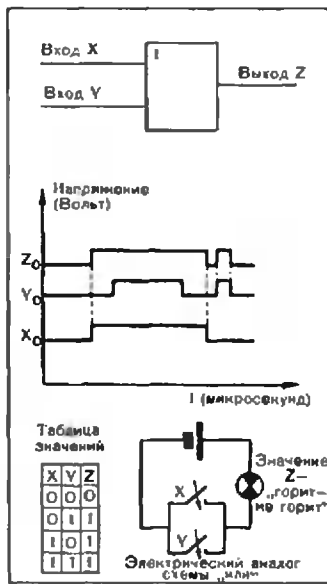 Вход X
1
Выход Z
Вход Y
Напряжение
(Вольт)
Z₀
Y₀
X₀
t (микросекунд)
Таблица
значений
X Y Z
0 0 0
0 1 1
1 0 1
1 1 1
X
Y
Значение
Z—
„горит—
не горит“
Электрический аналог
схемы „или“